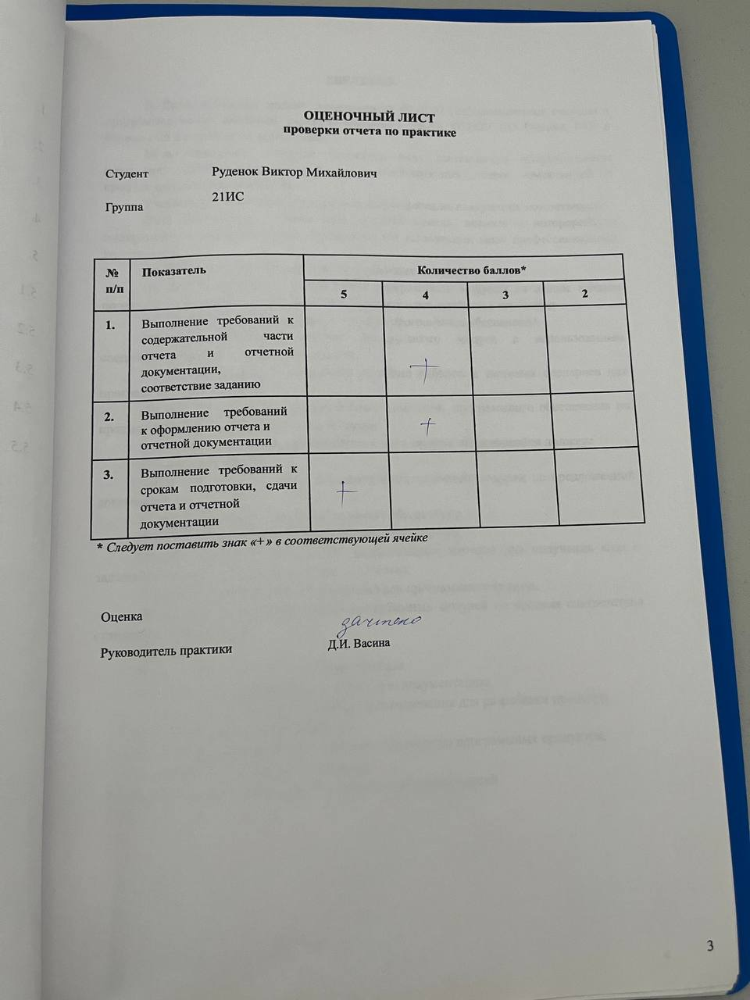 ОЦЕНОЧНЫЙ ЛИСТ
проверки отчета по практике
Студент Руденок Виктор Михайлович
Группа 21ИС
№ п/п Показатель Количество баллов*
5 4 3 2
1. Выполнение требований к
содержательной части
отчета и отчетной
документации,
соответствие заданию
+
2. Выполнение требований
к оформлению отчета и
отчетной документации
+
3. Выполнение требований к
срокам подготовки, сдачи
отчета и отчетной
документации
+
* Следует поставить знак «+» в соответствующей ячейке
Оценка зачтено
Руководитель практики Д.И. Васина
3